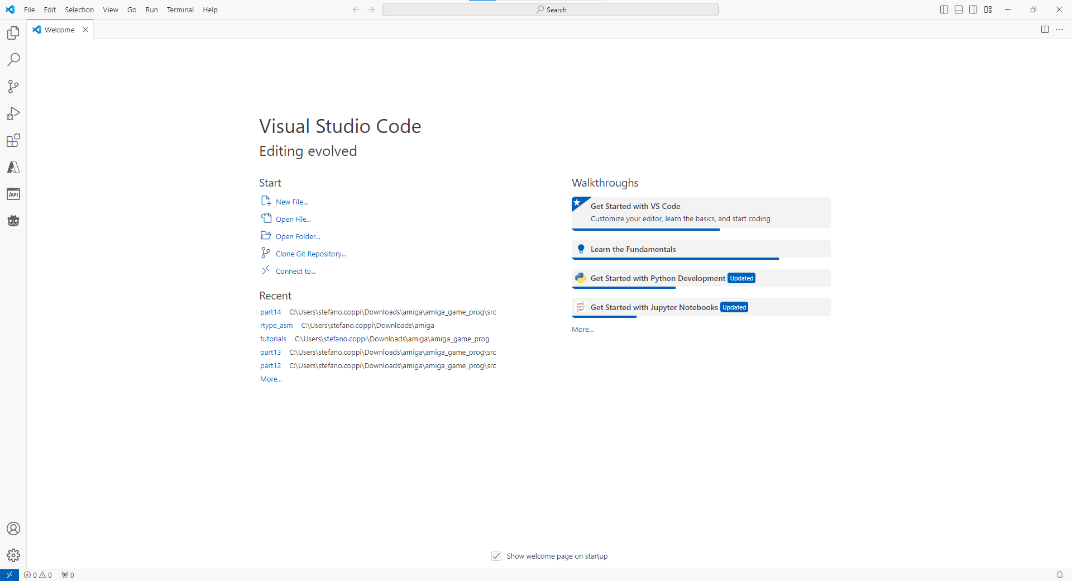 File Edit Selection View Go Run Terminal Help
Search
Welcome
Visual Studio Code
Editing evolved
Start
New File...
Open File...
Open Folder...
Clone Git Repository...
Connect to...
Recent
part14 C:\Users\stefano.coppi\Downloads\amiga\amiga_game_prog\src
rtype_asm C:\Users\stefano.coppi\Downloads\amiga
tutorials C:\Users\stefano.coppi\Downloads\amiga\amiga_game_prog
part13 C:\Users\stefano.coppi\Downloads\amiga\amiga_game_prog\src
part12 C:\Users\stefano.coppi\Downloads\amiga\amiga_game_prog\src
More...
Walkthroughs
Get Started with VS Code
Customize your editor, learn the basics, and start coding
Learn the Fundamentals
Get Started with Python Development Updated
Get Started with Jupyter Notebooks Updated
More...
/API
Show welcome page on startup
0 0 0